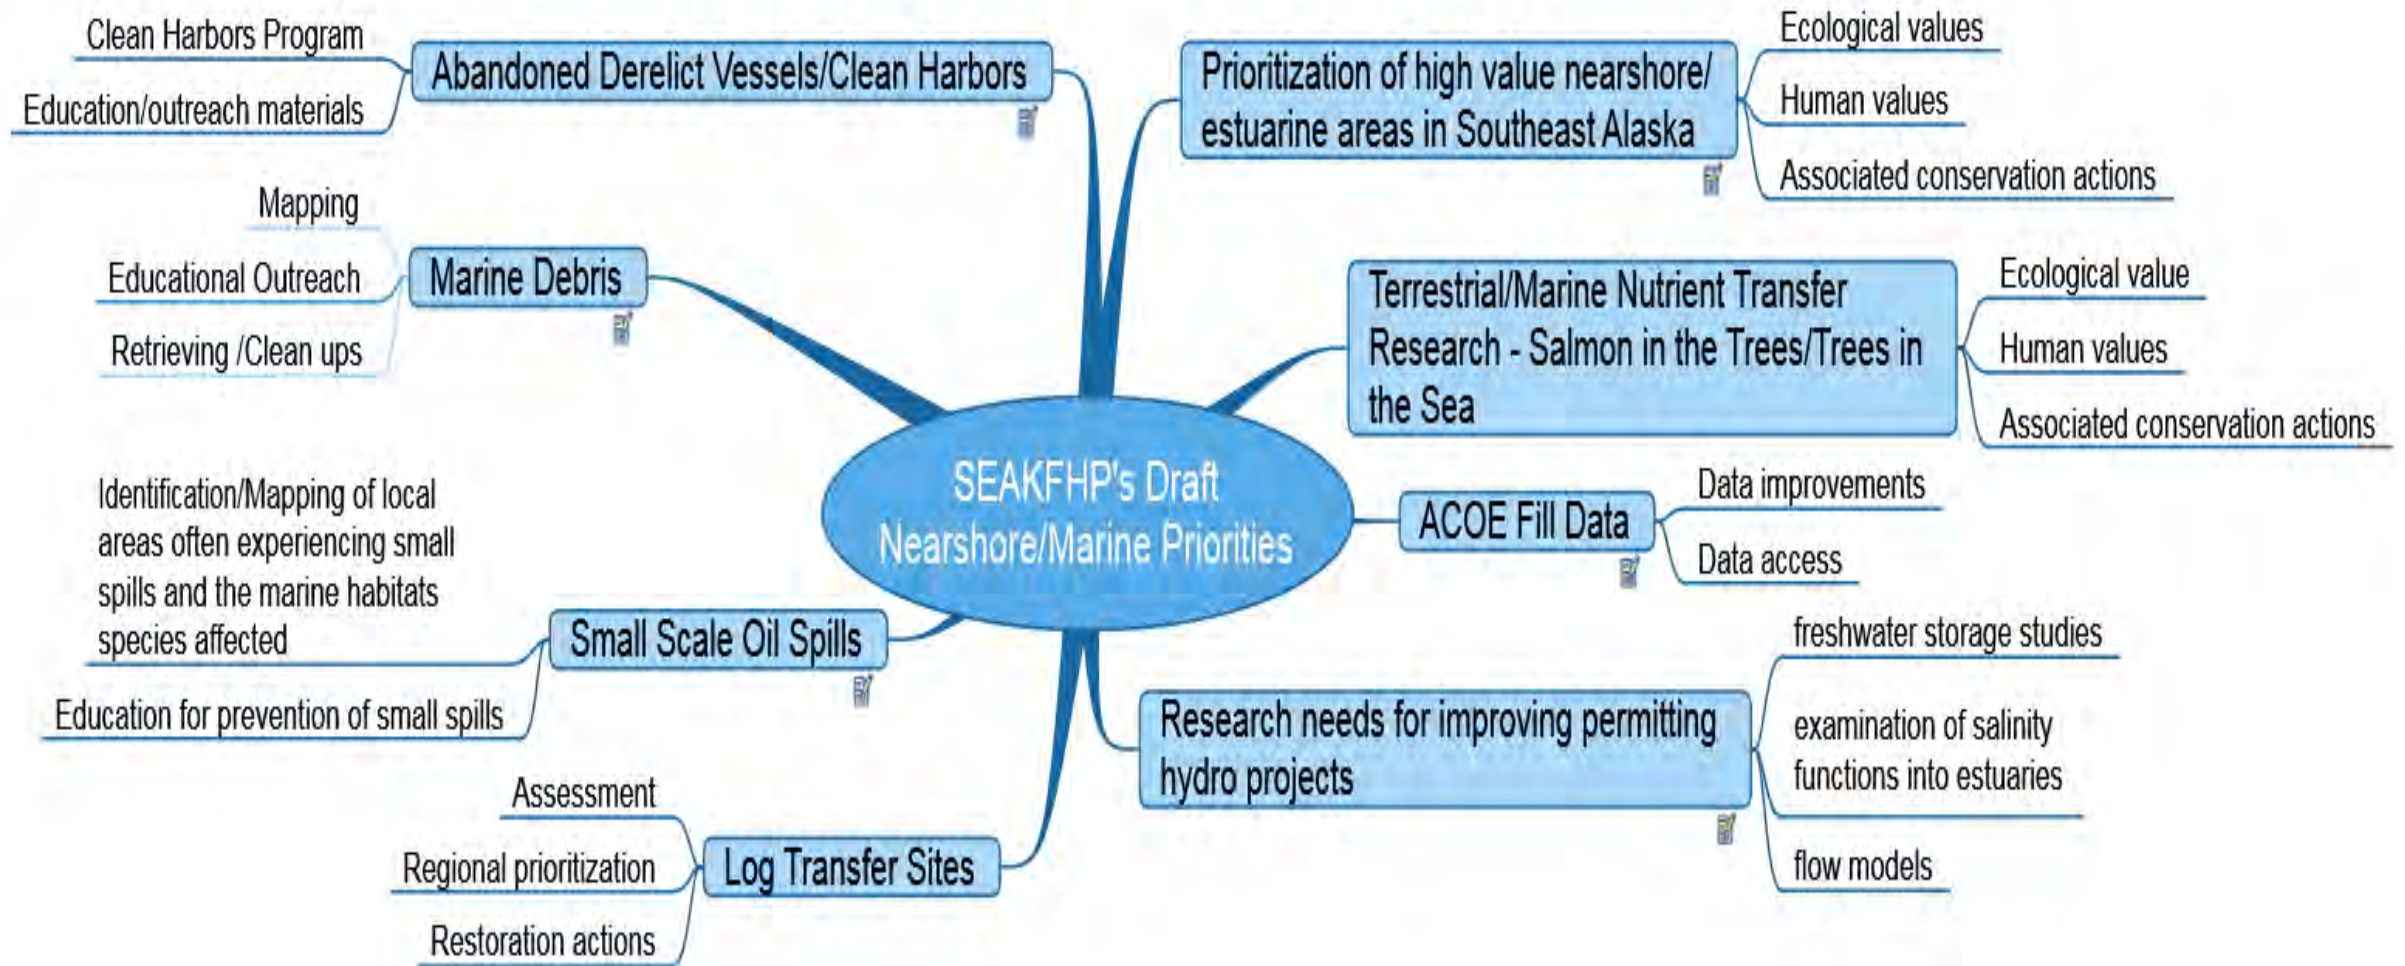 Clean Harbors Program
Education/outreach materials
Abandoned Derelict Vessels/Clean Harbors
Mapping
Educational Outreach
Retrieving /Clean ups
Marine Debris
Identification/Mapping of local
areas often experiencing small
spills and the marine habitats
species affected
Education for prevention of small spills
Small Scale Oil Spills
Assessment
Regional prioritization
Restoration actions
Log Transfer Sites
SEAKFHP's Draft
Nearshore/Marine Priorities
Prioritization of high value nearshore/
estuarine areas in Southeast Alaska
Ecological values
Human values
Associated conservation actions
Terrestrial/Marine Nutrient Transfer
Research - Salmon in the Trees/Trees in
the Sea
Ecological value
Human values
Associated conservation actions
ACOE Fill Data
Data improvements
Data access
Research needs for improving permitting
hydro projects
freshwater storage studies
examination of salinity
functions into estuaries
flow models